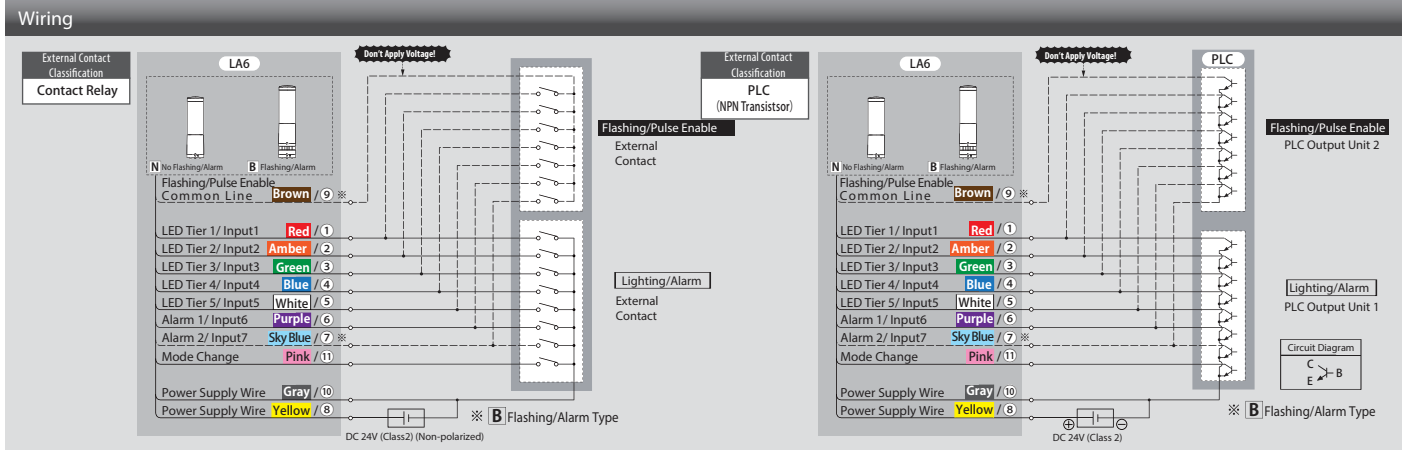 Wiring
External Contact
Classification
Contact Relay
LA6
Don't Apply Voltage!
N No Flashing/Alarm
B Flashing/Alarm
Flashing/Pulse Enable
Common Line Brown / ⑨ ※
LED Tier 1/ Input1 Red / ①
LED Tier 2/ Input2 Amber / ②
LED Tier 3/ Input3 Green / ③
LED Tier 4/ Input4 Blue / ④
LED Tier 5/ Input5 White / ⑤
Alarm 1/ Input6 Purple / ⑥
Alarm 2/ Input7 Sky Blue / ⑦ ※
Mode Change Pink / ⑪
Power Supply Wire Gray / ⑩
Power Supply Wire Yellow / ⑧
DC 24V (Class2) (Non-polarized)
Flashing/Pulse Enable
External
Contact
Lighting/Alarm
External
Contact
※ B Flashing/Alarm Type
External Contact
Classification
PLC
(NPN Transistsor)
LA6
Don't Apply Voltage!
PLC
N No Flashing/Alarm
B Flashing/Alarm
Flashing/Pulse Enable
Common Line Brown / ⑨ ※
LED Tier 1/ Input1 Red / ①
LED Tier 2/ Input2 Amber / ②
LED Tier 3/ Input3 Green / ③
LED Tier 4/ Input4 Blue / ④
LED Tier 5/ Input5 White / ⑤
Alarm 1/ Input6 Purple / ⑥
Alarm 2/ Input7 Sky Blue / ⑦ ※
Mode Change Pink / ⑪
Power Supply Wire Gray / ⑩
Power Supply Wire Yellow / ⑧
⊕ ⊖
DC 24V (Class 2)
Flashing/Pulse Enable
PLC Output Unit 2
Lighting/Alarm
PLC Output Unit 1
Circuit Diagram
C
B
E
※ B Flashing/Alarm Type